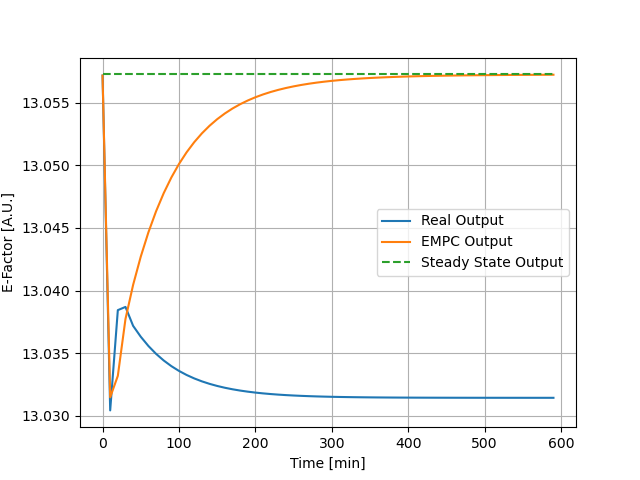 13.055
13.050
13.045
13.040
13.035
13.030
E-Factor [A.U.]
Real Output
EMPC Output
Steady State Output
0 100 200 300 400 500 600
Time [min]